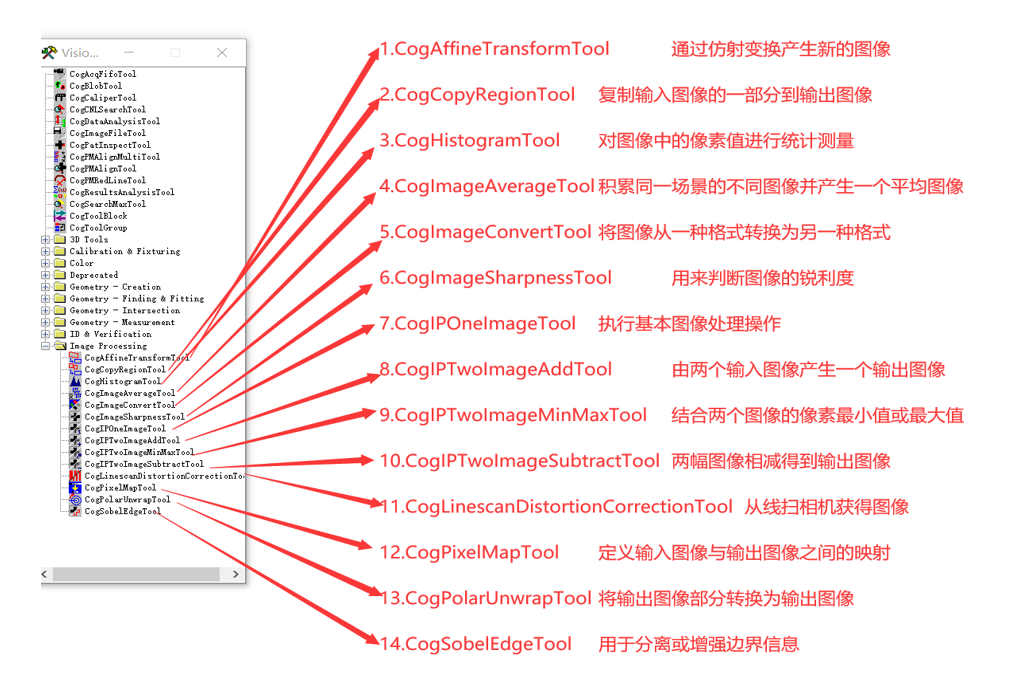 Visio...
CogAcqFifoTool
CogBlobTool
CogCaliperTool
CogCNLSearchTool
CogDataAnalysisTool
CogImageFileTool
CogPatInspectTool
CogPMAlignMultiTool
CogPMAlignTool
CogPMRedLineTool
CogResultsAnalysisTool
CogSearchMaxTool
CogToolBlock
CogToolGroup
3D Tools
Calibration & Fixturing
Color
Deprecated
Geometry - Creation
Geometry - Finding & Fitting
Geometry - Intersection
Geometry - Measurement
ID & Verification
Image Processing
CogAffineTransformTool
CogCopyRegionTool
CogHistogramTool
CogImageAverageTool
CogImageConvertTool
CogImageSharpnessTool
CogIPOneImageTool
CogIPTwoImageAddTool
CogIPTwoImageMinMaxTool
CogIPTwoImageSubtractTool
CogLinescanDistortionCorrectionTo
CogPixelMapTool
CogPolarUnwrapTool
CogSobelEdgeTool
1.CogAffineTransformTool 通过仿射变换产生新的图像
2.CogCopyRegionTool 复制输入图像的一部分到输出图像
3.CogHistogramTool 对图像中的像素值进行统计测量
4.CogImageAverageTool 积累同一场景的不同图像并产生一个平均图像
5.CogImageConvertTool 将图像从一种格式转换为另一种格式
6.CogImageSharpnessTool 用来判断图像的锐利度
7.CogIPOneImageTool 执行基本图像处理操作
8.CogIPTwoImageAddTool 由两个输入图像产生一个输出图像
9.CogIPTwoImageMinMaxTool 结合两个图像的像素最小值或最大值
10.CogIPTwoImageSubtractTool 两幅图像相减得到输出图像
11.CogLinescanDistortionCorrectionTool 从线扫相机获得图像
12.CogPixelMapTool 定义输入图像与输出图像之间的映射
13.CogPolarUnwrapTool 将输出图像部分转换为输出图像
14.CogSobelEdgeTool 用于分离或增强边界信息